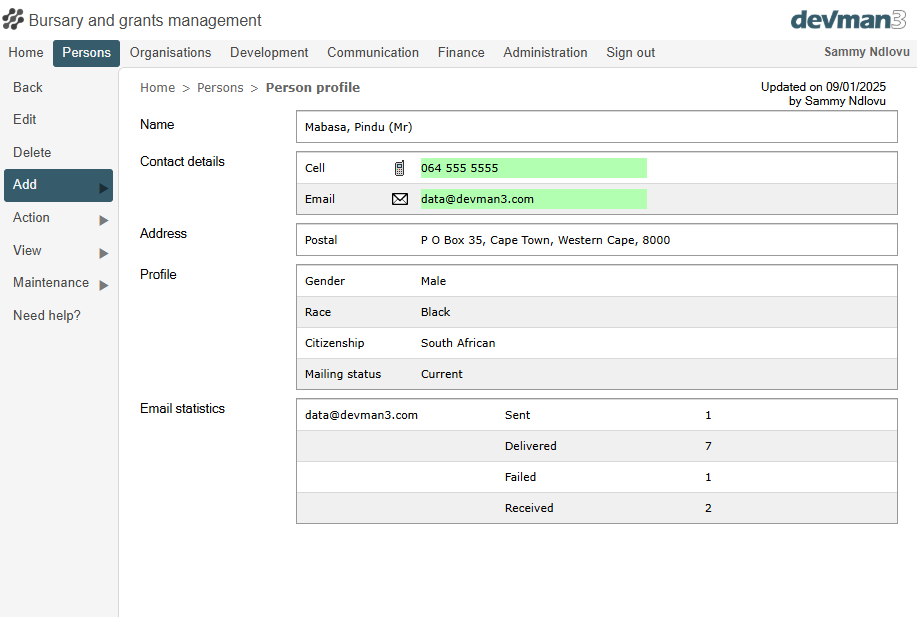 Bursary and grants management
devman3
Home Persons Organisations Development Communication Finance Administration Sign out Sammy Ndlovu
Back
Edit
Delete
Add
Action
View
Maintenance
Need help?
Home > Persons > Person profile
Updated on 09/01/2025
by Sammy Ndlovu
Name Mabasa, Pindu (Mr)
Contact details Cell 064 555 5555
Email data@devman3.com
Address Postal P O Box 35, Cape Town, Western Cape, 8000
Profile Gender Male
Race Black
Citizenship South African
Mailing status Current
Email statistics data@devman3.com Sent 1
Delivered 7
Failed 1
Received 2